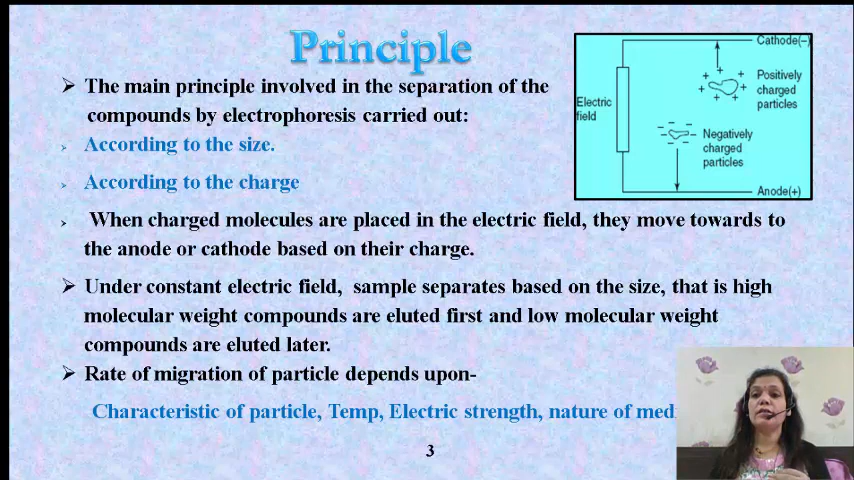 Principle
The main principle involved in the separation of the
compounds by electrophoresis carried out:
According to the size.
According to the charge
When charged molecules are placed in the electric field, they move towards to
the anode or cathode based on their charge.
Under constant electric field, sample separates based on the size, that is high
molecular weight compounds are eluted first and low molecular weight
compounds are eluted later.
Rate of migration of particle depends upon-
Characteristic of particle, Temp, Electric strength, nature of med
3
Cathode(–)
Positively
charged
particles
Electric
field
Negatively
charged
particles
Anode(+)